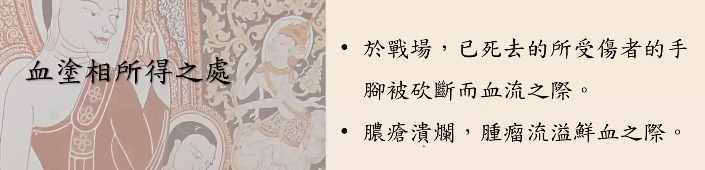 血塗相所得之處
• 於戰場，已死去的所受傷者的手
腳被砍斷而血流之際。
• 膿瘡潰爛，腫瘤流溢鮮血之際。